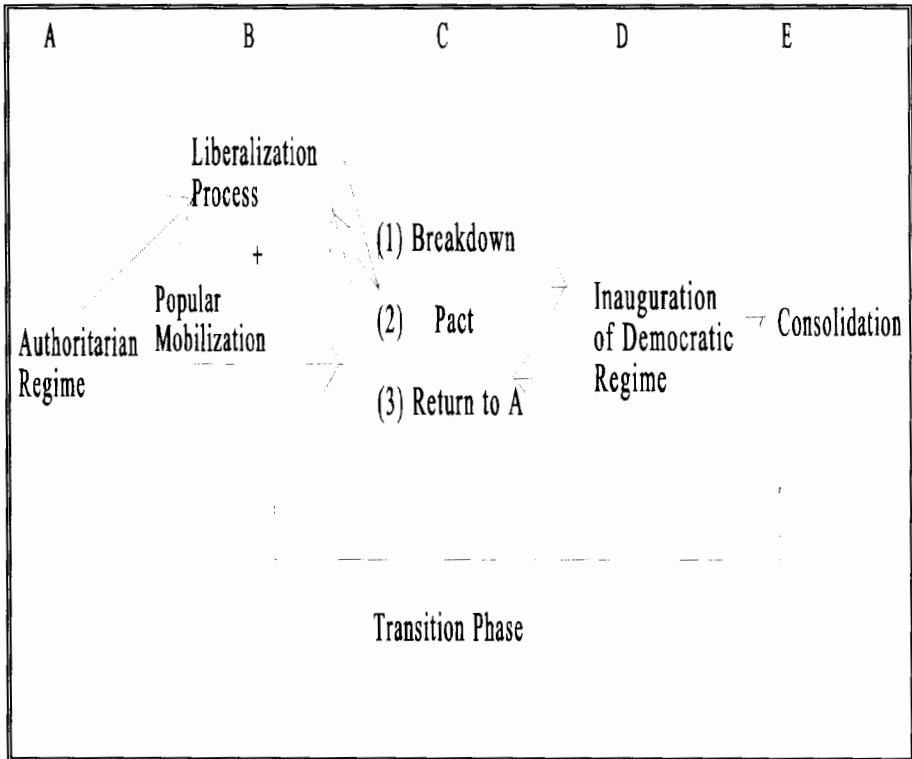 A B C D E
Liberalization
Process
+
Popular
Mobilization
Authoritarian
Regime
(1) Breakdown
(2) Pact
(3) Return to A
Inauguration
of Democratic
Regime
Consolidation
Transition Phase